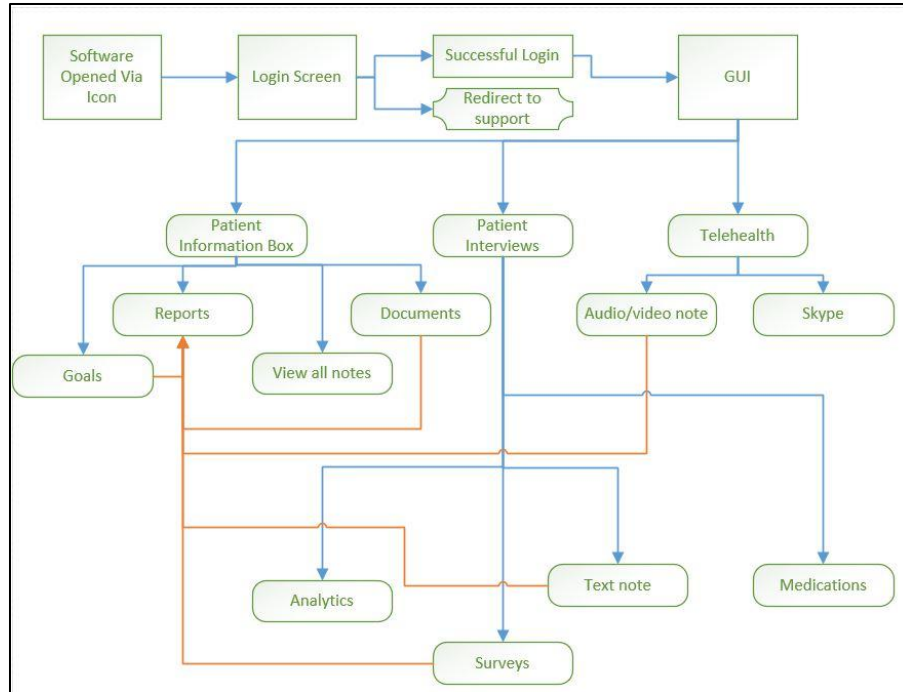 Software
Opened Via
Icon
Login Screen
Successful Login
Redirect to
support
GUI
Patient
Information Box
Patient
Interviews
Telehealth
Reports
Documents
Audio/video note
Skype
Goals
View all notes
Analytics
Text note
Medications
Surveys